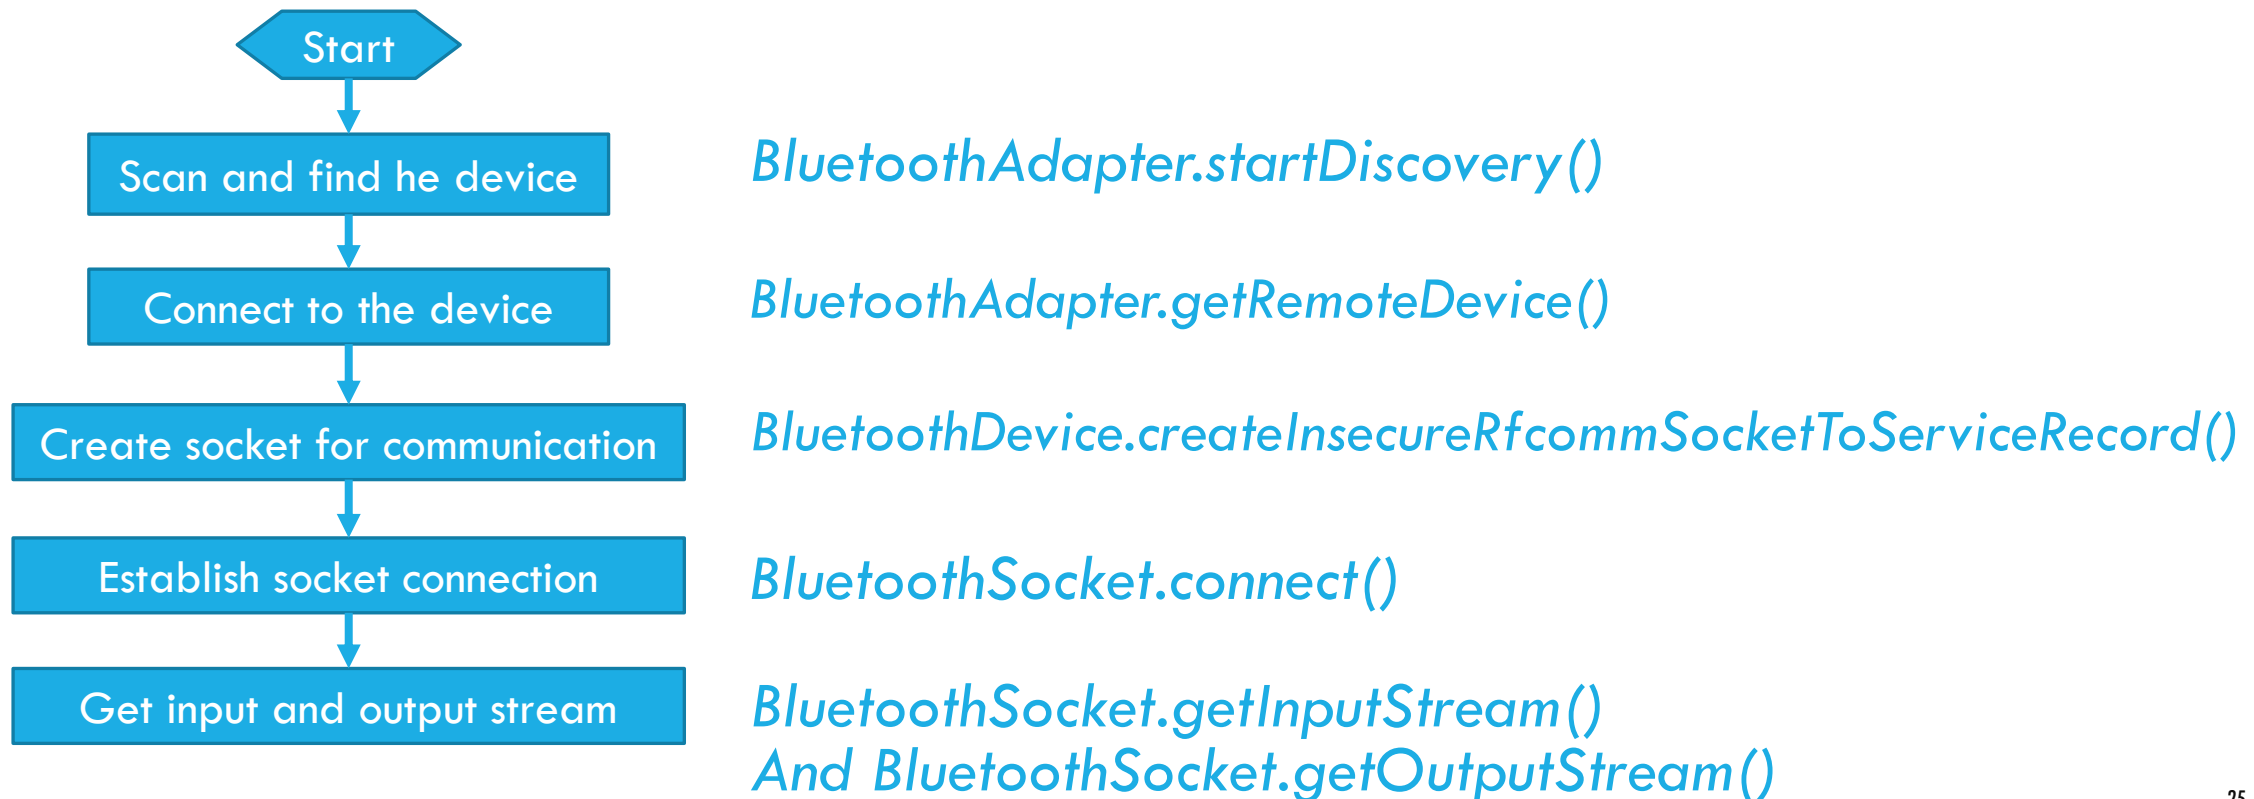 Start
Scan and find he device
BluetoothAdapter.startDiscovery()
Connect to the device
BluetoothAdapter.getRemoteDevice()
Create socket for communication
BluetoothDevice.createInsecureRfcommSocketToServiceRecord()
Establish socket connection
BluetoothSocket.connect()
Get input and output stream
BluetoothSocket.getInputStream()
And BluetoothSocket.getOutputStream()